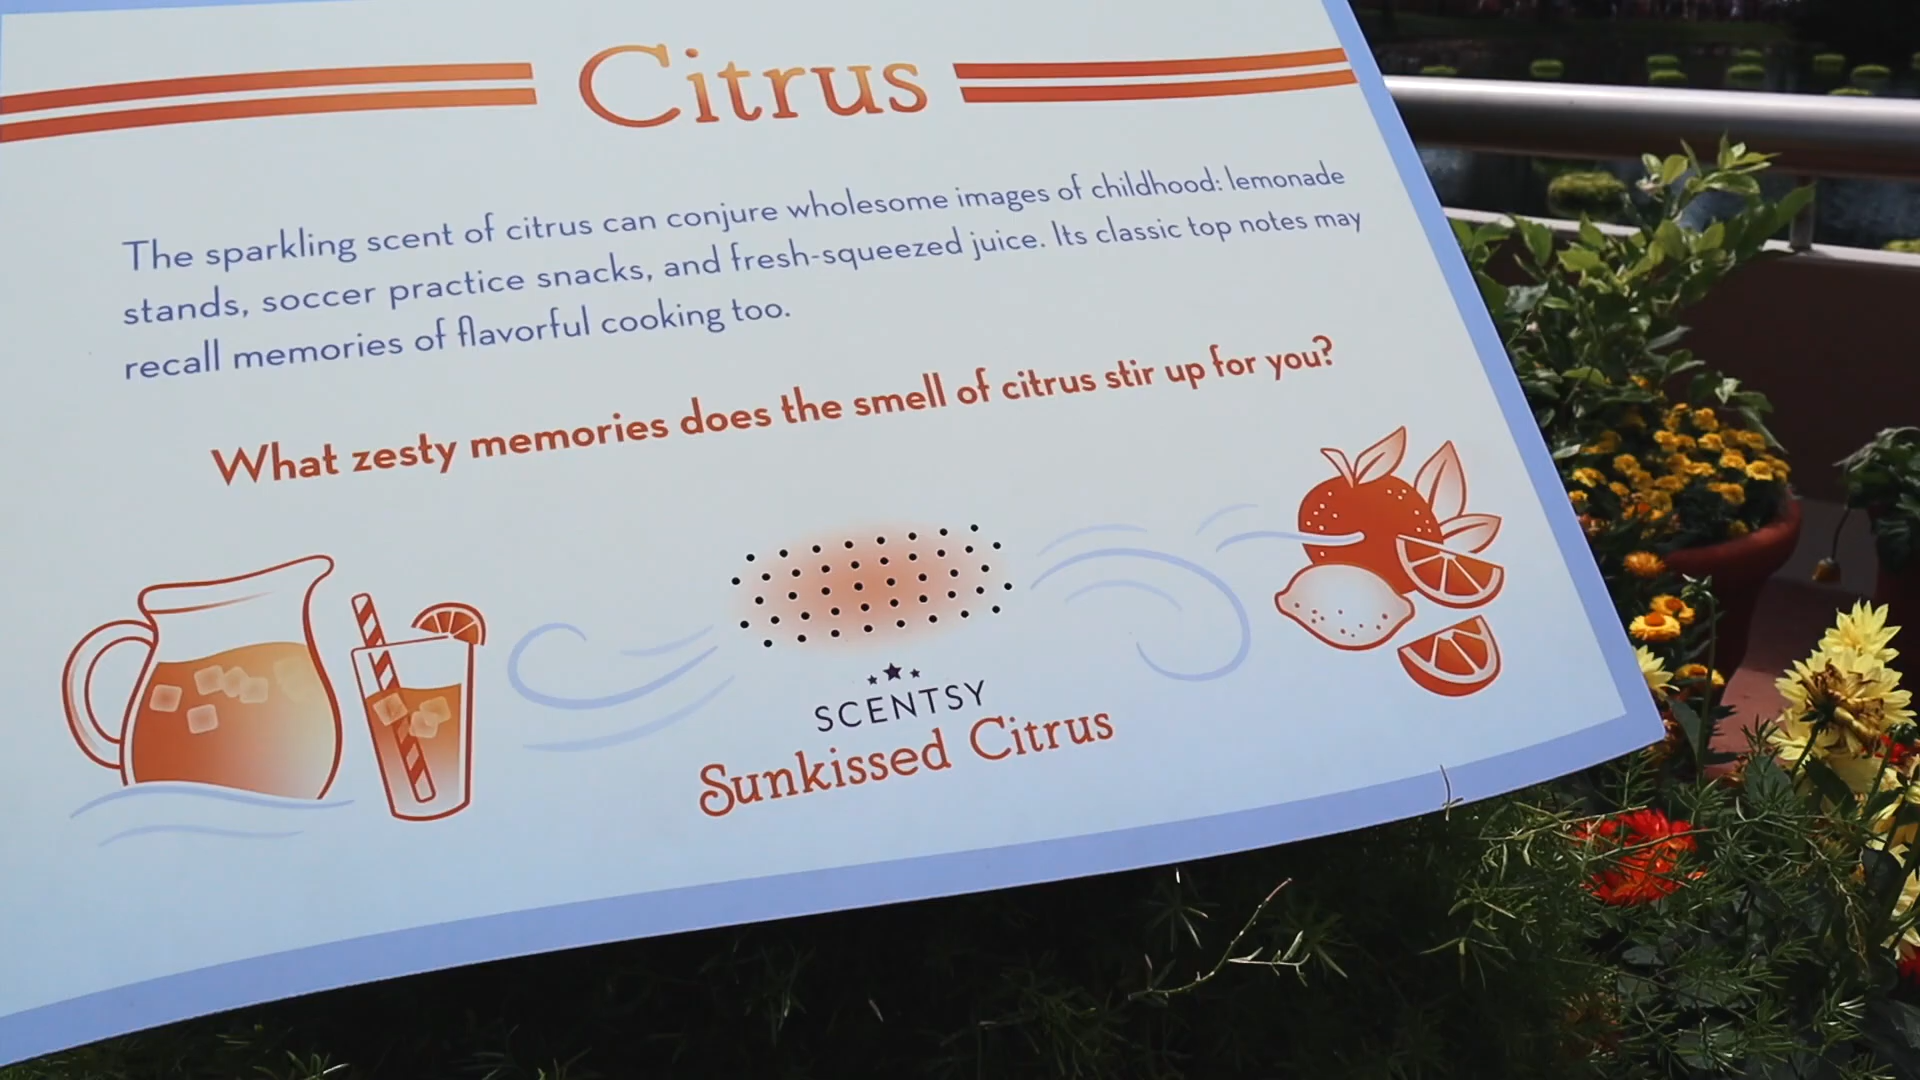 Citrus
The sparkling scent of citrus can conjure wholesome images of childhood: lemonade
stands, soccer practice snacks, and fresh-squeezed juice. Its classic top notes may
recall memories of flavorful cooking too.
What zesty memories does the smell of citrus stir up for you?
SCENTSY
Sunkissed Citrus